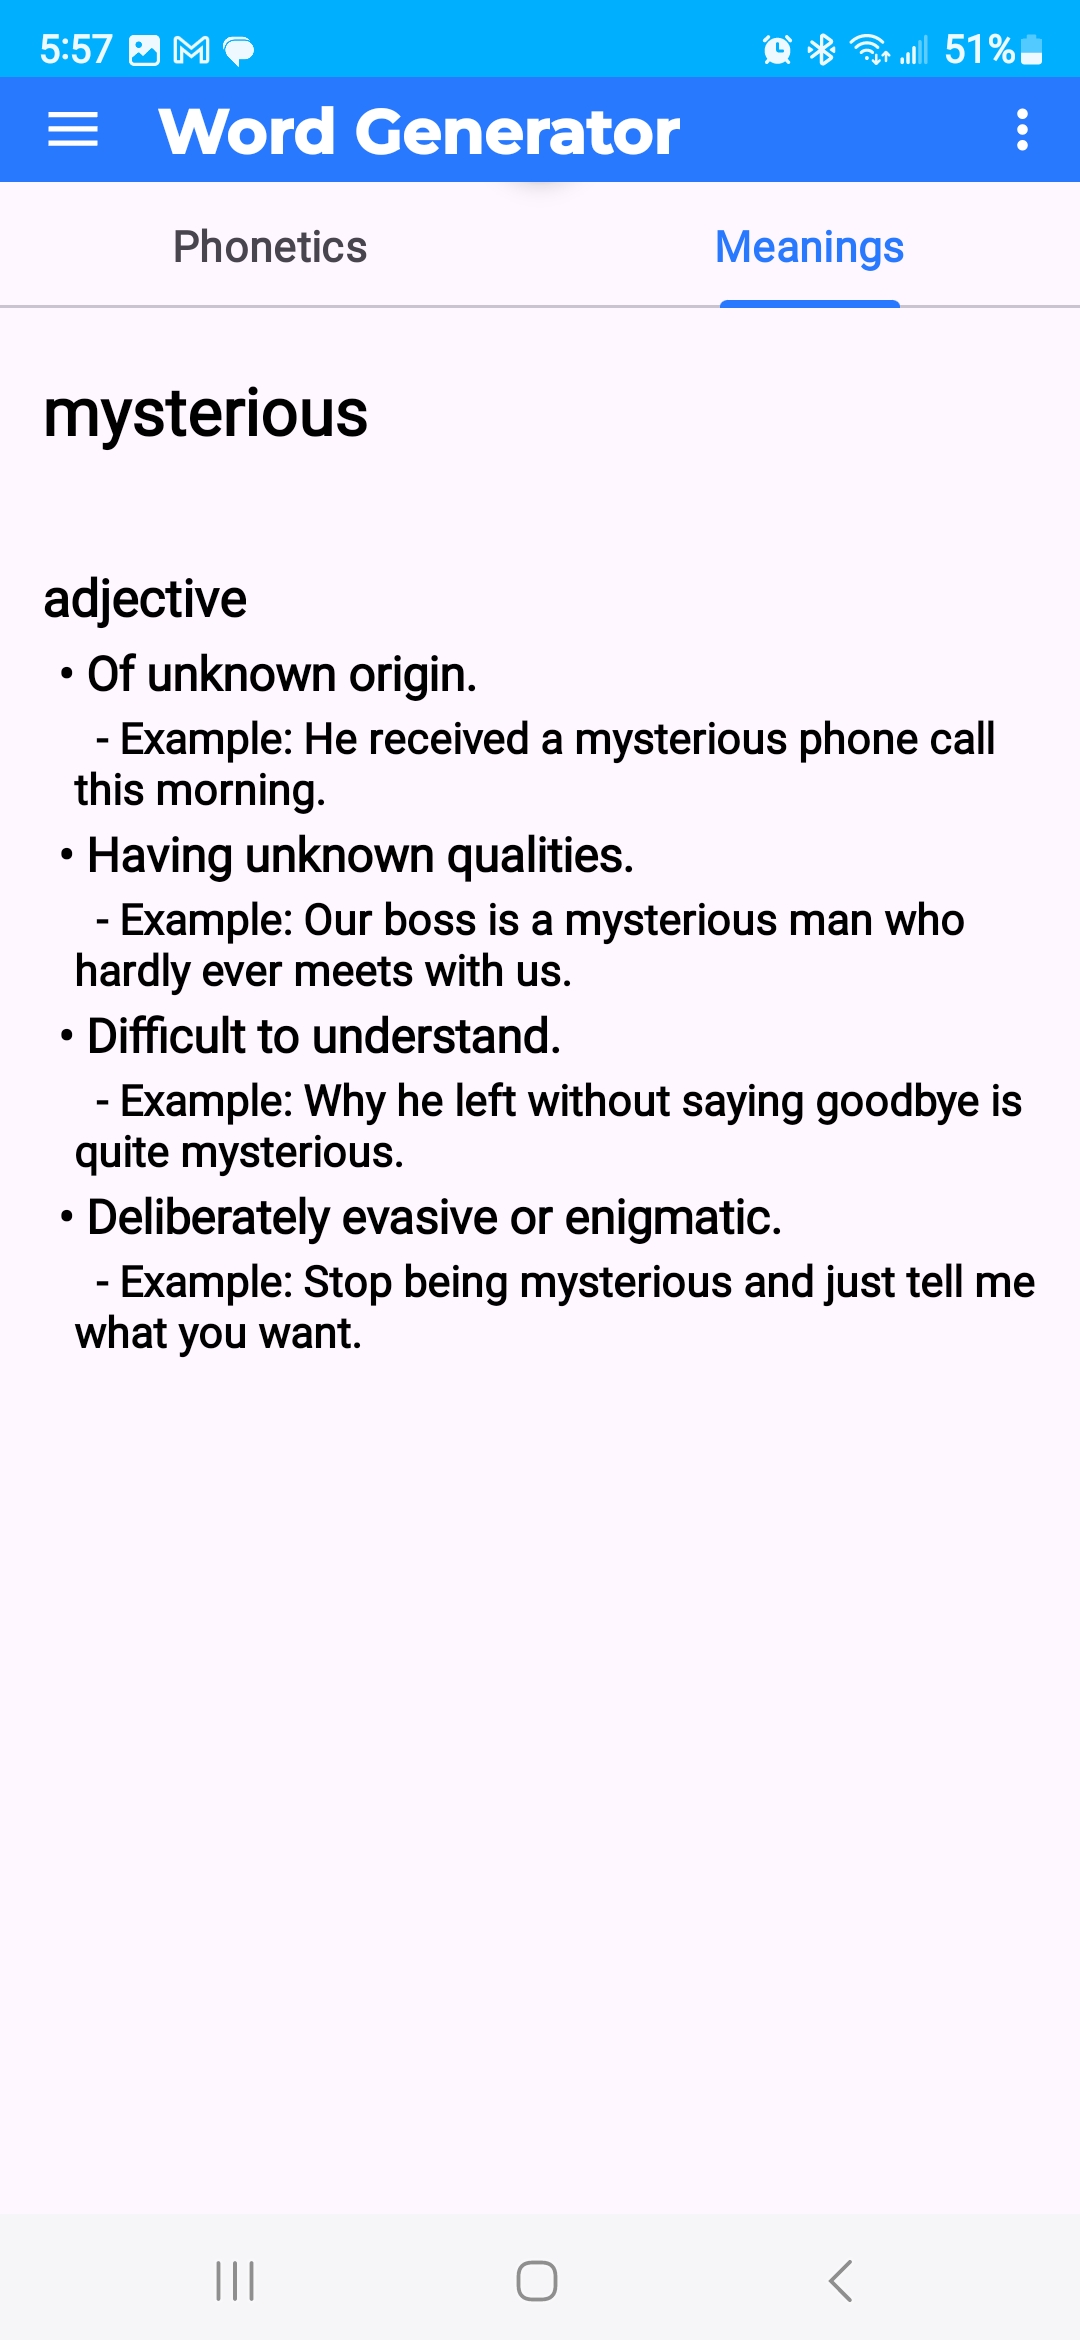 5:57 51%
Word Generator
Phonetics Meanings
mysterious
adjective
• Of unknown origin.
- Example: He received a mysterious phone call
this morning.
• Having unknown qualities.
- Example: Our boss is a mysterious man who
hardly ever meets with us.
• Difficult to understand.
- Example: Why he left without saying goodbye is
quite mysterious.
• Deliberately evasive or enigmatic.
- Example: Stop being mysterious and just tell me
what you want.